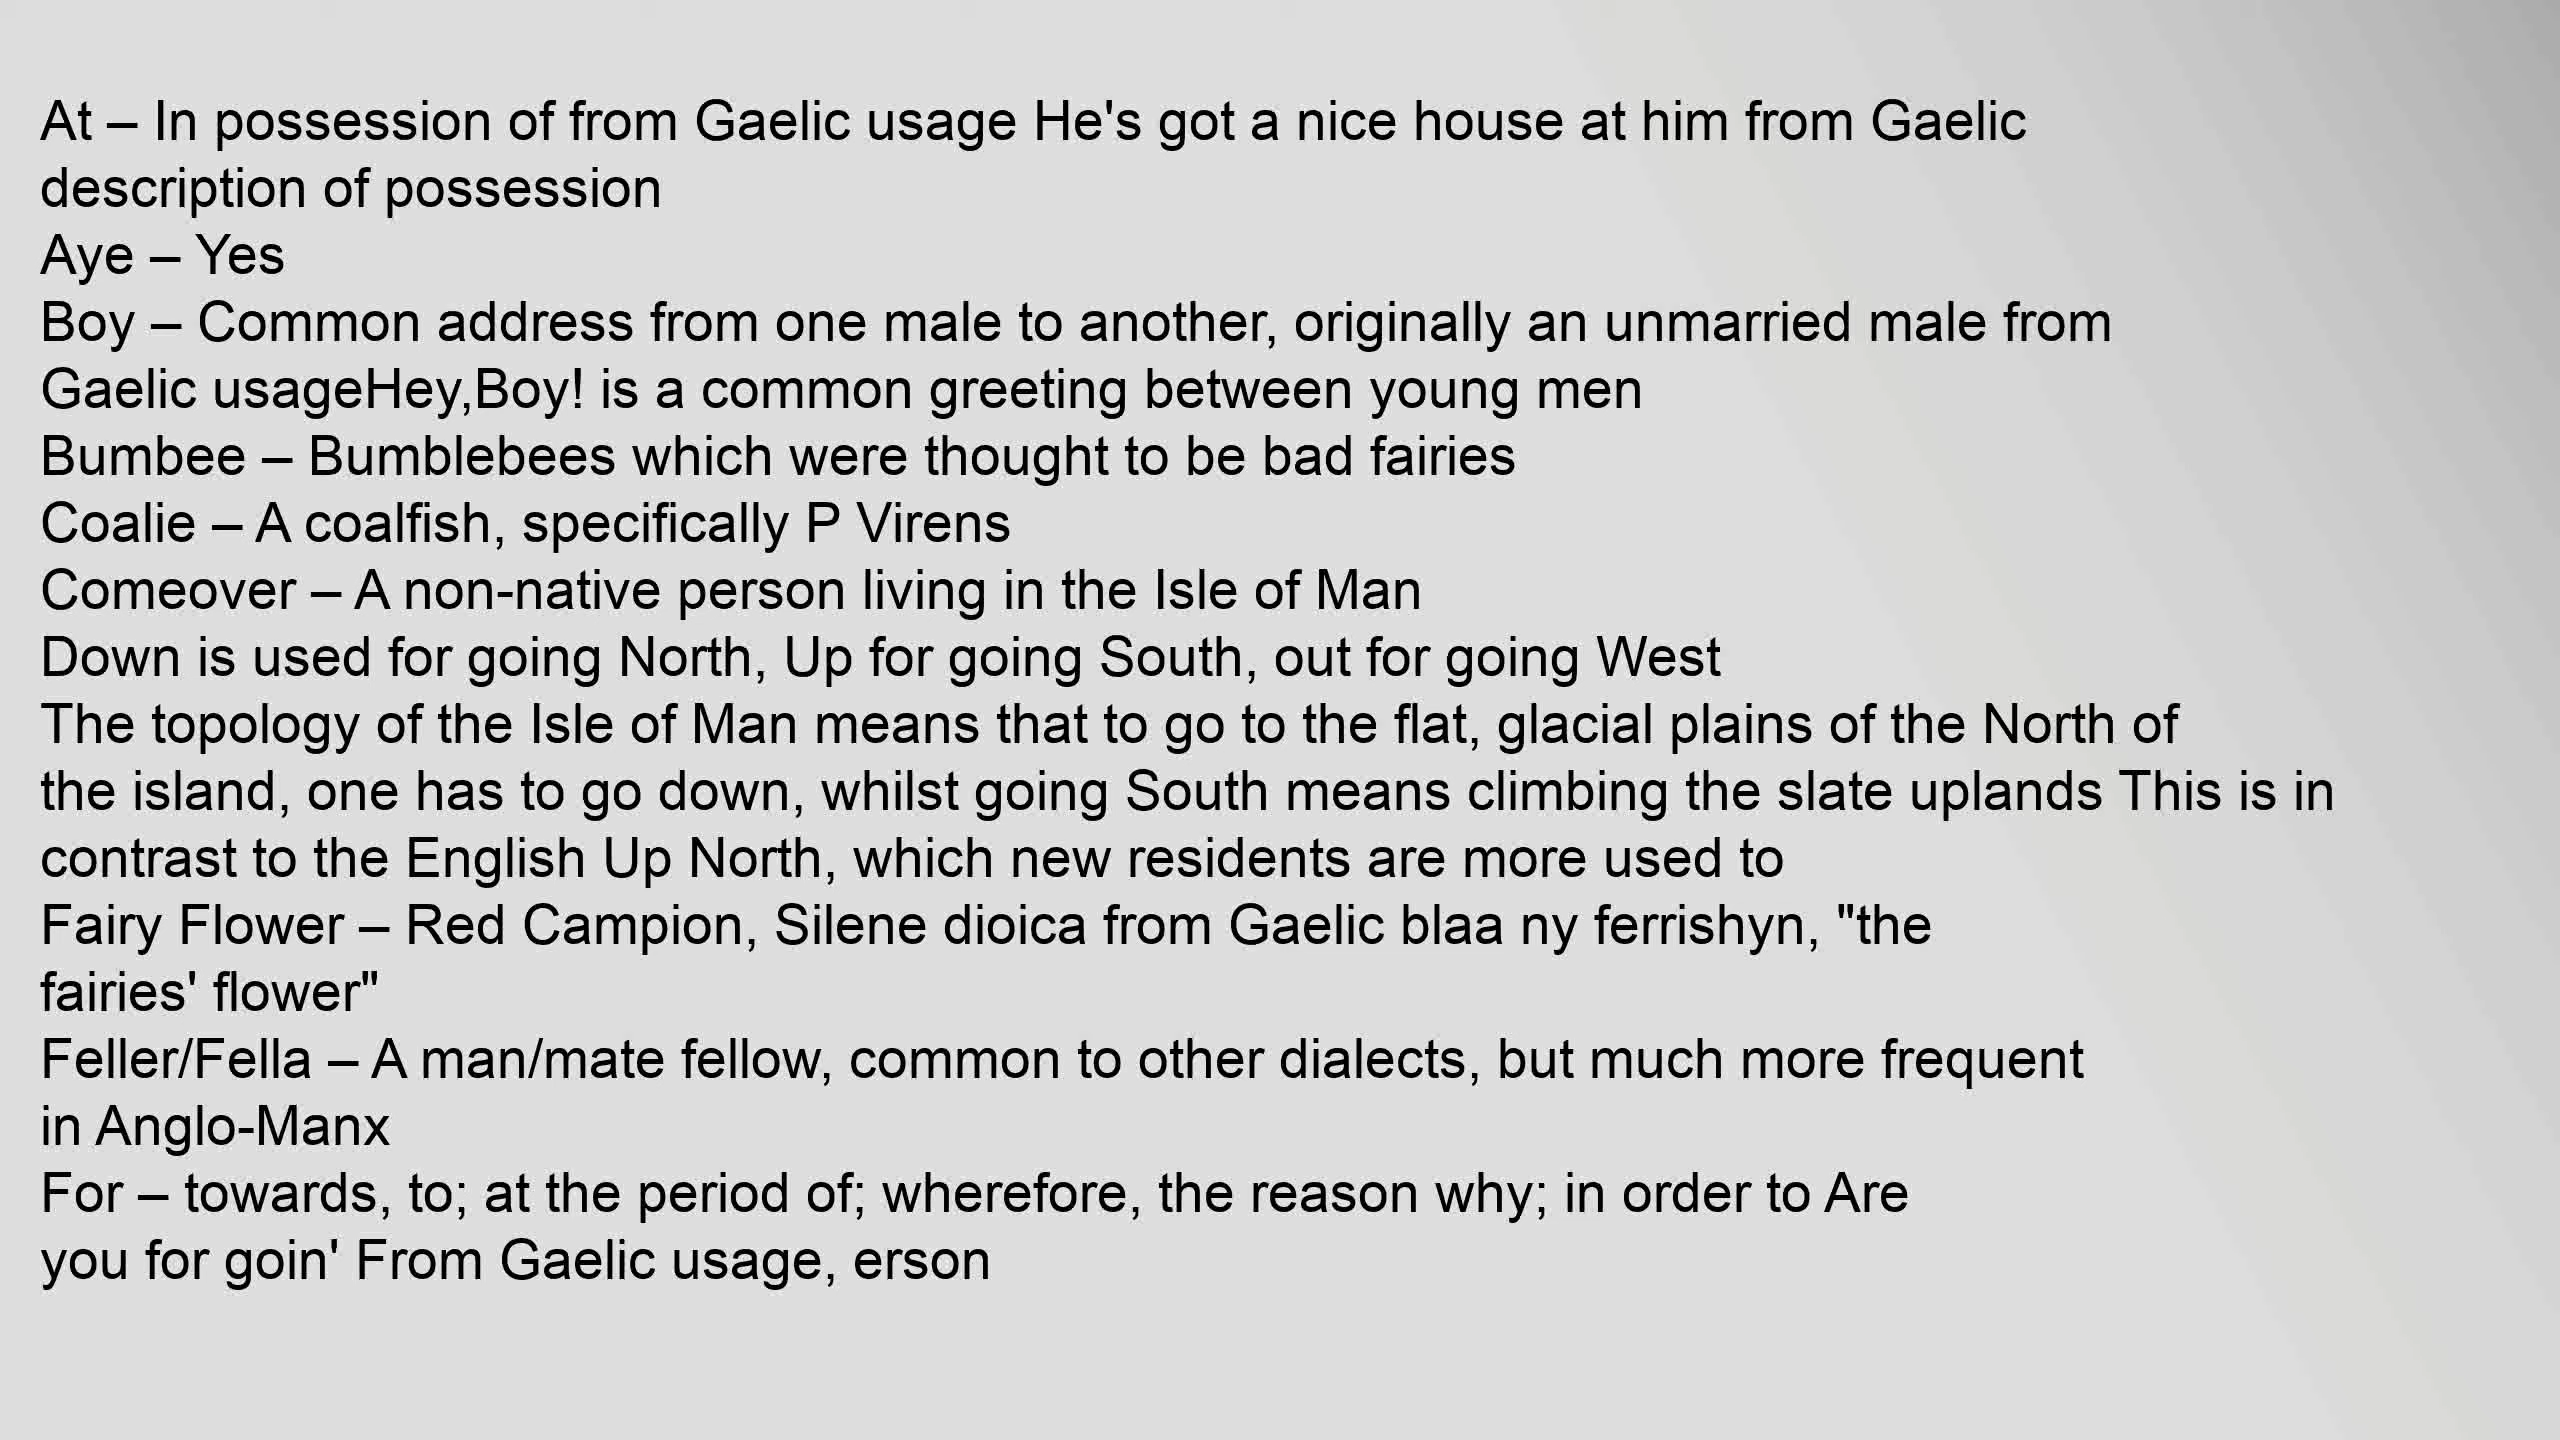 At – In possession of from Gaelic usage He's got a nice house at him from Gaelic
description of possession
Aye – Yes
Boy – Common address from one male to another, originally an unmarried male from
Gaelic usageHey,Boy! is a common greeting between young men
Bumbee – Bumblebees which were thought to be bad fairies
Coalie – A coalfish, specifically P Virens
Comeover – A non-native person living in the Isle of Man
Down is used for going North, Up for going South, out for going West
The topology of the Isle of Man means that to go to the flat, glacial plains of the North of
the island, one has to go down, whilst going South means climbing the slate uplands This is in
contrast to the English Up North, which new residents are more used to
Fairy Flower – Red Campion, Silene dioica from Gaelic blaa ny ferrishyn, "the
fairies' flower"
Feller/Fella – A man/mate fellow, common to other dialects, but much more frequent
in Anglo-Manx
For – towards, to; at the period of; wherefore, the reason why; in order to Are
you for goin' From Gaelic usage, erson